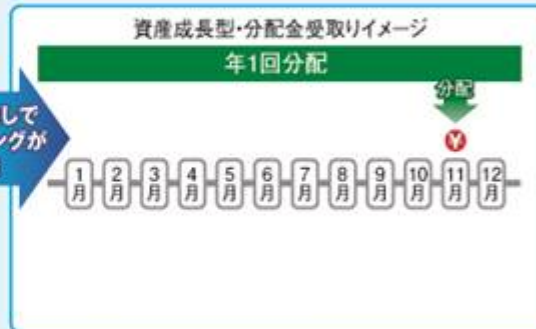 資産成長型・分配金受取りイメージ
年1回分配
分配
¥
しで
ングが
1月 2月 3月 4月 5月 6月 7月 8月 9月 10月 11月 12月